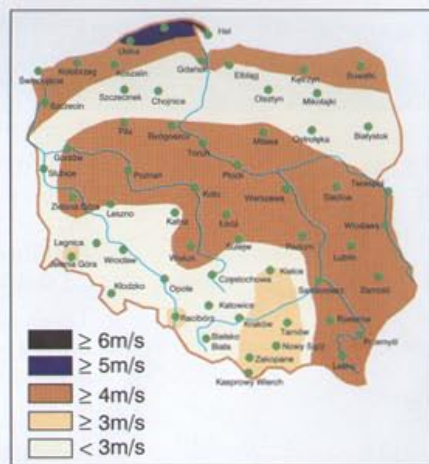 Hel
Ustka
Kołobrzeg
Koszalin
Gdańsk
Elbląg
Kętrzyn
Suwałki
Świnoujście
Szczecin
Szczecinek
Chojnice
Olsztyn
Mikołajki
Białystok
Piła
Bydgoszcz
Toruń
Mława
Ostrołęka
Gorzów
Słubice
Poznań
Koło
Płock
Warszawa
Siedlce
Terespol
Zielona Góra
Leszno
Kalisz
Łódź
Włodawa
Legnica
Wrocław
Wieluń
Sulejów
Radom
Lublin
Jelenia Góra
Kłodzko
Opole
Częstochowa
Kielce
Sandomierz
Zamość
Racibórz
Katowice
Kraków
Tarnów
Rzeszów
Przemyśl
Bielsko
Biała
Nowy Sącz
Zakopane
Lesko
Kasprowy Wierch
≥ 6m/s
≥ 5m/s
≥ 4m/s
≥ 3m/s
< 3m/s